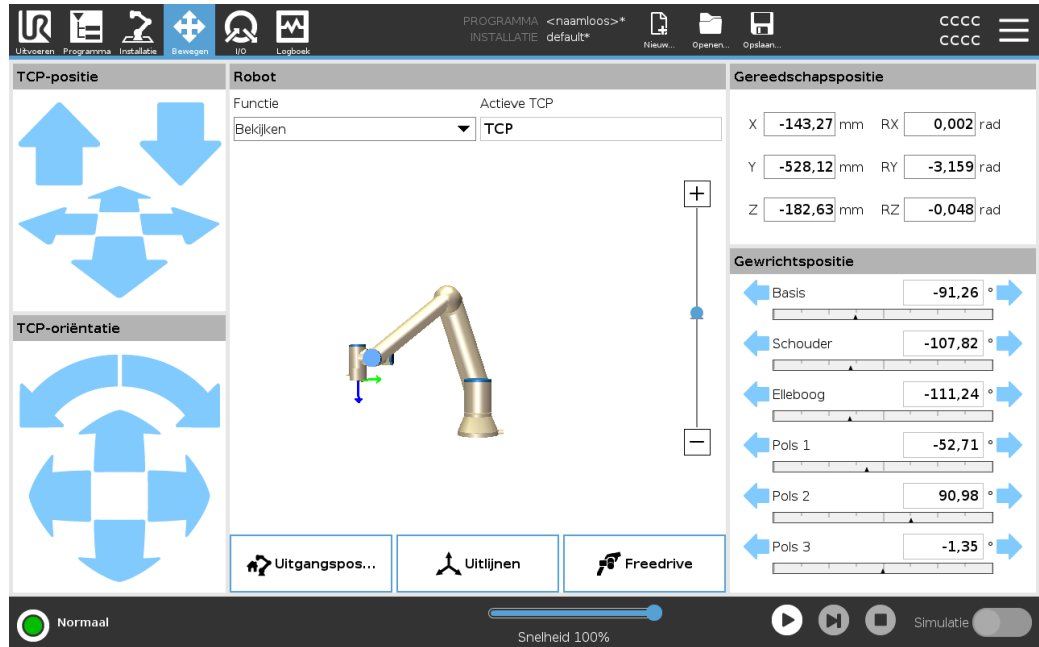 UR
PROGRAMMA <naamloos>*
INSTALLATIE default*
CCCC
CCCC
Uitvoeren Programma Installatie Bewegen I/O Logboek Nieuw... Openen... Opslaan...
TCP-positie
Robot
Functie Actieve TCP
Bekijken TCP
TCP-oriëntatie
Uitgangspos... Uitlijnen Freedrive
Gereedschapspositie
X -143,27 mm RX 0,002 rad
Y -528,12 mm RY -3,159 rad
Z -182,63 mm RZ -0,048 rad
Gewrichtspositie
Basis -91,26 °
Schouder -107,82 °
Elleboog -111,24 °
Pols 1 -52,71 °
Pols 2 90,98 °
Pols 3 -1,35 °
Normaal
Snelheid 100%
Simulatie